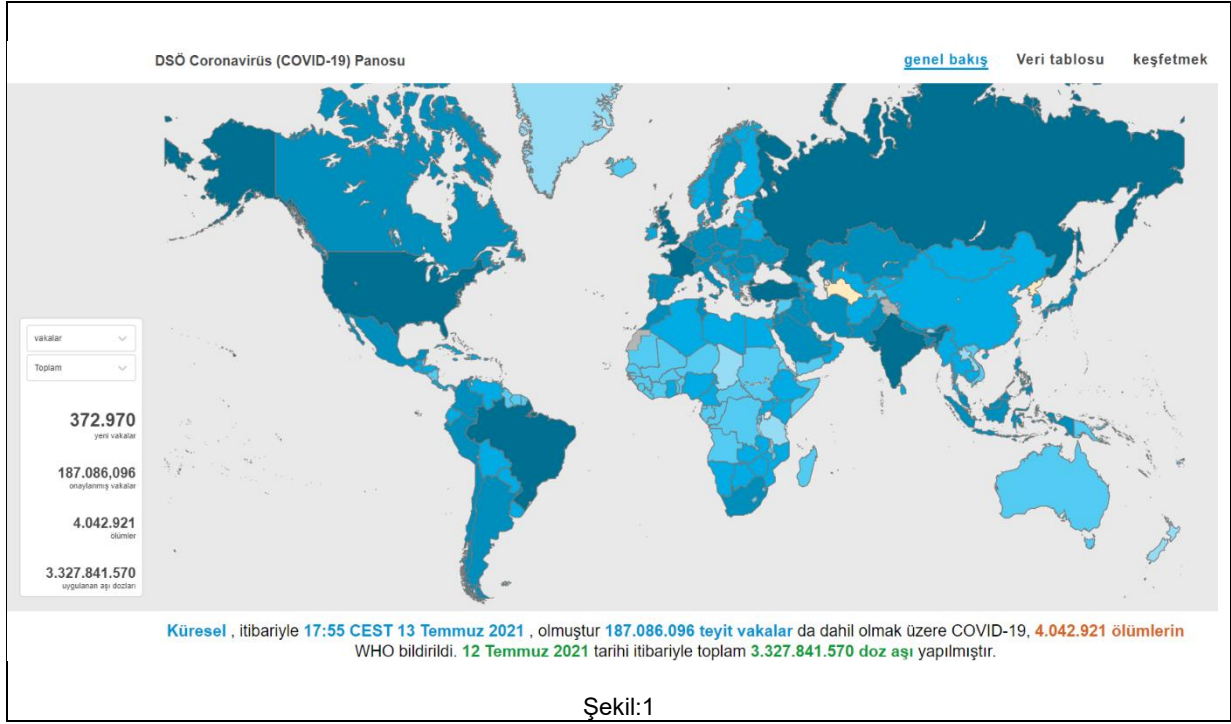 DSÖ Coronavirüs (COVID-19) Panosu
genel bakış Veri tablosu keşfetmek
vakalar
Toplam
372.970
yeni vakalar
187.086,096
onaylanmış vakalar
4.042.921
ölümler
3.327.841.570
uygulanan aşı dozları
Küresel , itibariyle 17:55 CEST 13 Temmuz 2021 , olmuştur 187.086.096 teyit vakalar da dahil olmak üzere COVID-19, 4.042.921 ölümlerin
WHO bildirildi. 12 Temmuz 2021 tarihi itibariyle toplam 3.327.841.570 doz aşı yapılmıştır.
Şekil:1